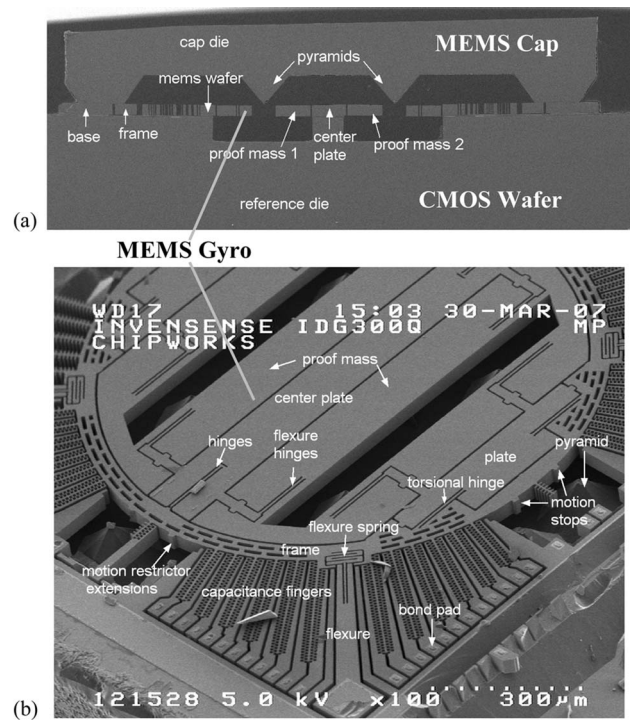 cap die
MEMS Cap
pyramids
mems wafer
base
frame
proof mass 1
center
plate
proof mass 2
reference die
CMOS Wafer
(a)
MEMS Gyro
WD17 15:03 30-MAR-07
INVENSENSE IDG300Q MP
CHIPWORKS
proof mass
center plate
hinges
flexure
hinges
plate
pyramid
torsional hinge
motion
stops
flexure spring
frame
motion restrictor
extensions
capacitance fingers
bond pad
flexure
121528 5.0 kV x100 300µm
(b)